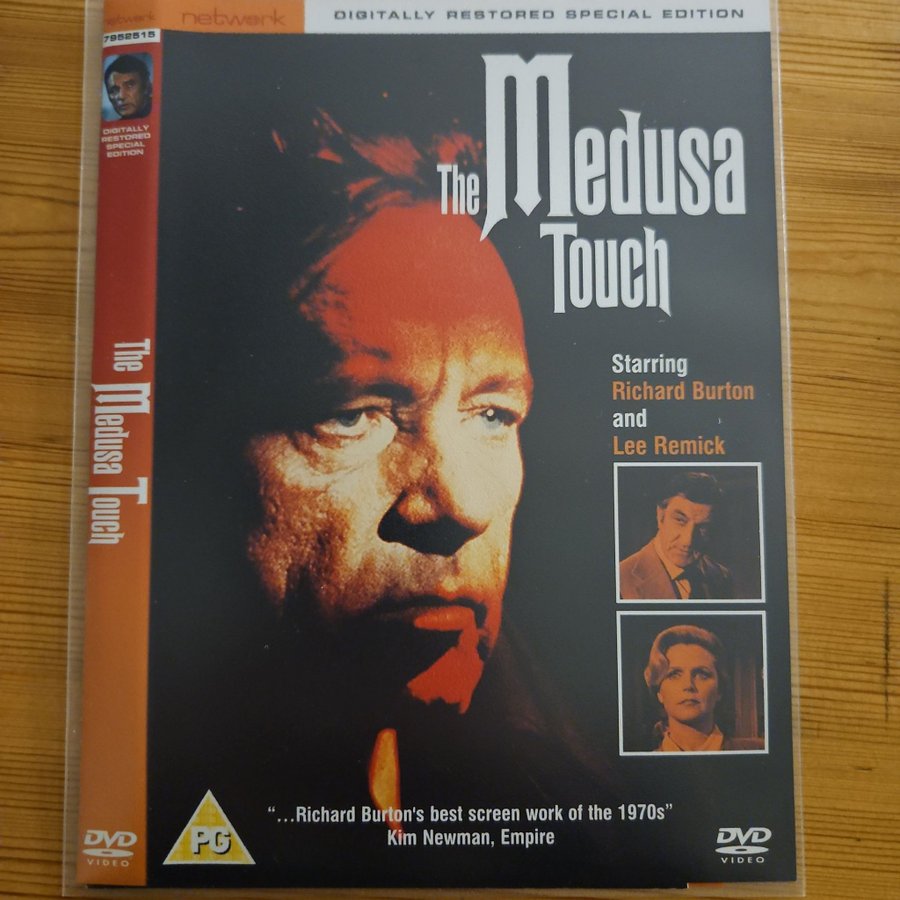 network
7952515
DIGITALLY
RESTORED
SPECIAL
EDITION
The Medusa Touch
DVD
VIDEO
network
DIGITALLY RESTORED SPECIAL EDITION
The Medusa
Touch
Starring
Richard Burton
and
Lee Remick
PG
“...Richard Burton's best screen work of the 1970s”
Kim Newman, Empire
DVD
VIDEO